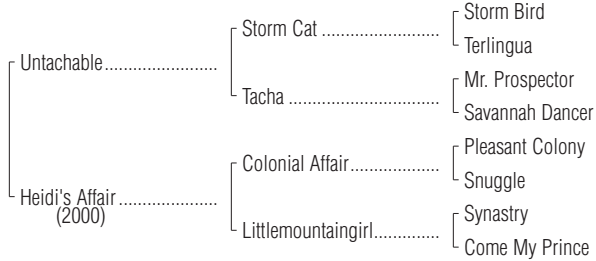 Storm Bird
Storm Cat ..............................
Terlingua
Untachable.............................
Mr. Prospector
Tacha ......................................
Savannah Dancer
Pleasant Colony
Colonial Affair......................
Snuggle
Heidi's Affair.........................
(2000)
Synastry
Littlemountaingirl................
Come My Prince